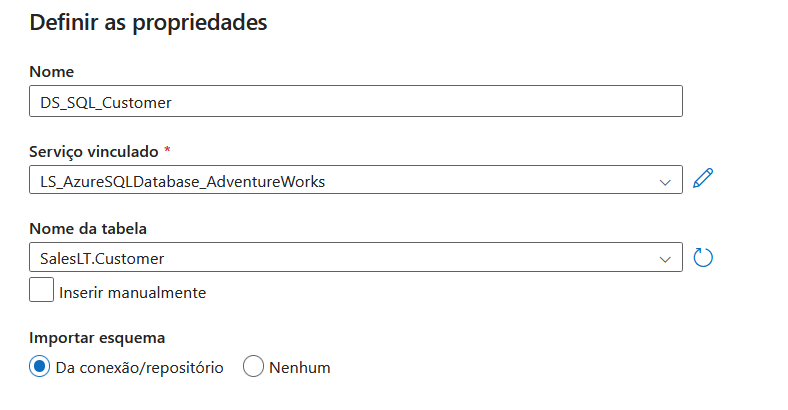 Definir as propriedades
Nome
DS_SQL_Customer
Serviço vinculado *
LS_AzureSQLDatabase_AdventureWorks
Nome da tabela
SalesLT.Customer
Inserir manualmente
Importar esquema
Da conexão/repositório Nenhum